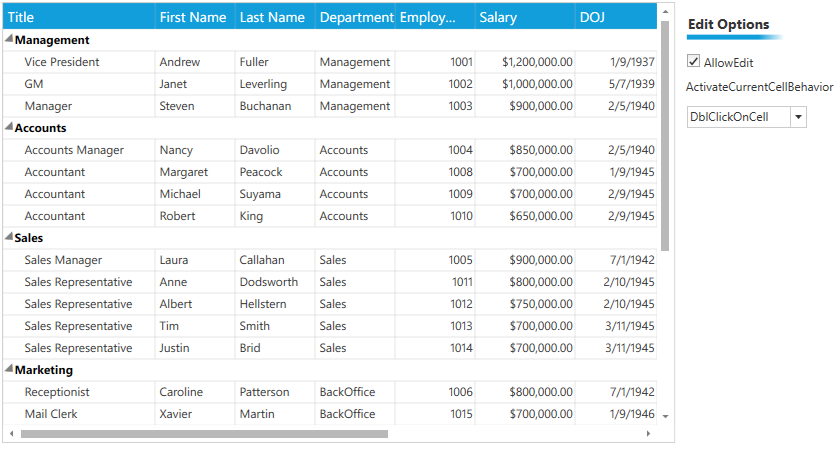 Title First Name Last Name Department Employ... Salary DOJ
Management
Vice President Andrew Fuller Management 1001 $1,200,000.00 1/9/1937
GM Janet Leverling Management 1002 $1,000,000.00 5/7/1939
Manager Steven Buchanan Management 1003 $900,000.00 2/5/1940
Accounts
Accounts Manager Nancy Davolio Accounts 1004 $850,000.00 2/5/1940
Accountant Margaret Peacock Accounts 1008 $700,000.00 1/9/1945
Accountant Michael Suyama Accounts 1009 $700,000.00 2/9/1945
Accountant Robert King Accounts 1010 $650,000.00 2/9/1945
Sales
Sales Manager Laura Callahan Sales 1005 $900,000.00 7/1/1942
Sales Representative Anne Dodsworth Sales 1011 $800,000.00 2/10/1945
Sales Representative Albert Hellstern Sales 1012 $750,000.00 2/10/1945
Sales Representative Tim Smith Sales 1013 $700,000.00 3/11/1945
Sales Representative Justin Brid Sales 1014 $700,000.00 3/11/1945
Marketing
Receptionist Caroline Patterson BackOffice 1006 $800,000.00 7/1/1942
Mail Clerk Xavier Martin BackOffice 1015 $700,000.00 1/9/1946
Edit Options
AllowEdit
ActivateCurrentCellBehavior
DblClickOnCell